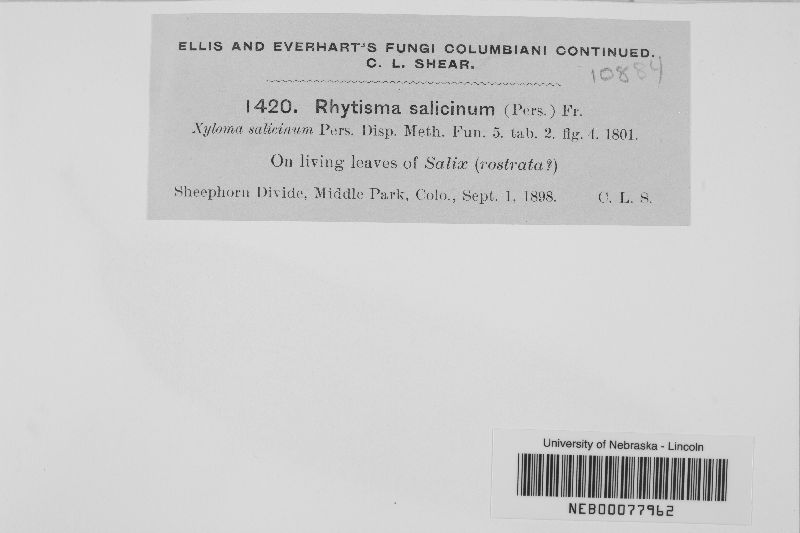 ELLIS AND EVERHART'S FUNGI COLUMBIANI CONTINUED.
C. L. SHEAR.
10884
1420. Rhytisma salicinum (Pers.) Fr.
Xyloma salicinum Pers. Disp. Meth. Fun. 5. tab. 2. fig. 4. 1801.
On living leaves of Salix (rostrata?)
Sheephorn Divide, Middle Park, Colo., Sept. 1, 1898. C. L. S.
University of Nebraska - Lincoln
NEB00077962